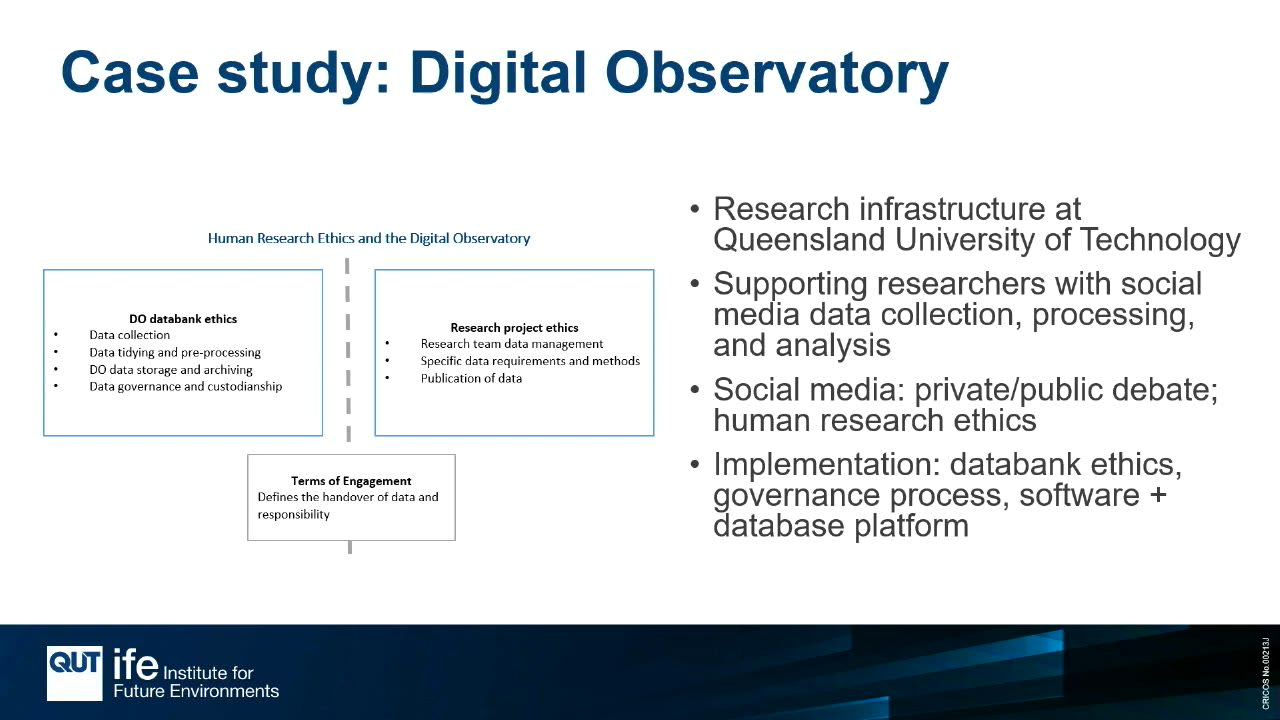 Case study: Digital Observatory
Human Research Ethics and the Digital Observatory
DO databank ethics
• Data collection
• Data tidying and pre-processing
• DO data storage and archiving
• Data governance and custodianship
Research project ethics
• Research team data management
• Specific data requirements and methods
• Publication of data
Terms of Engagement
Defines the handover of data and
responsibility
• Research infrastructure at
Queensland University of Technology
• Supporting researchers with social
media data collection, processing,
and analysis
• Social media: private/public debate;
human research ethics
• Implementation: databank ethics,
governance process, software +
database platform
QUT
ife Institute for
Future Environments
CRICOS No.00213J